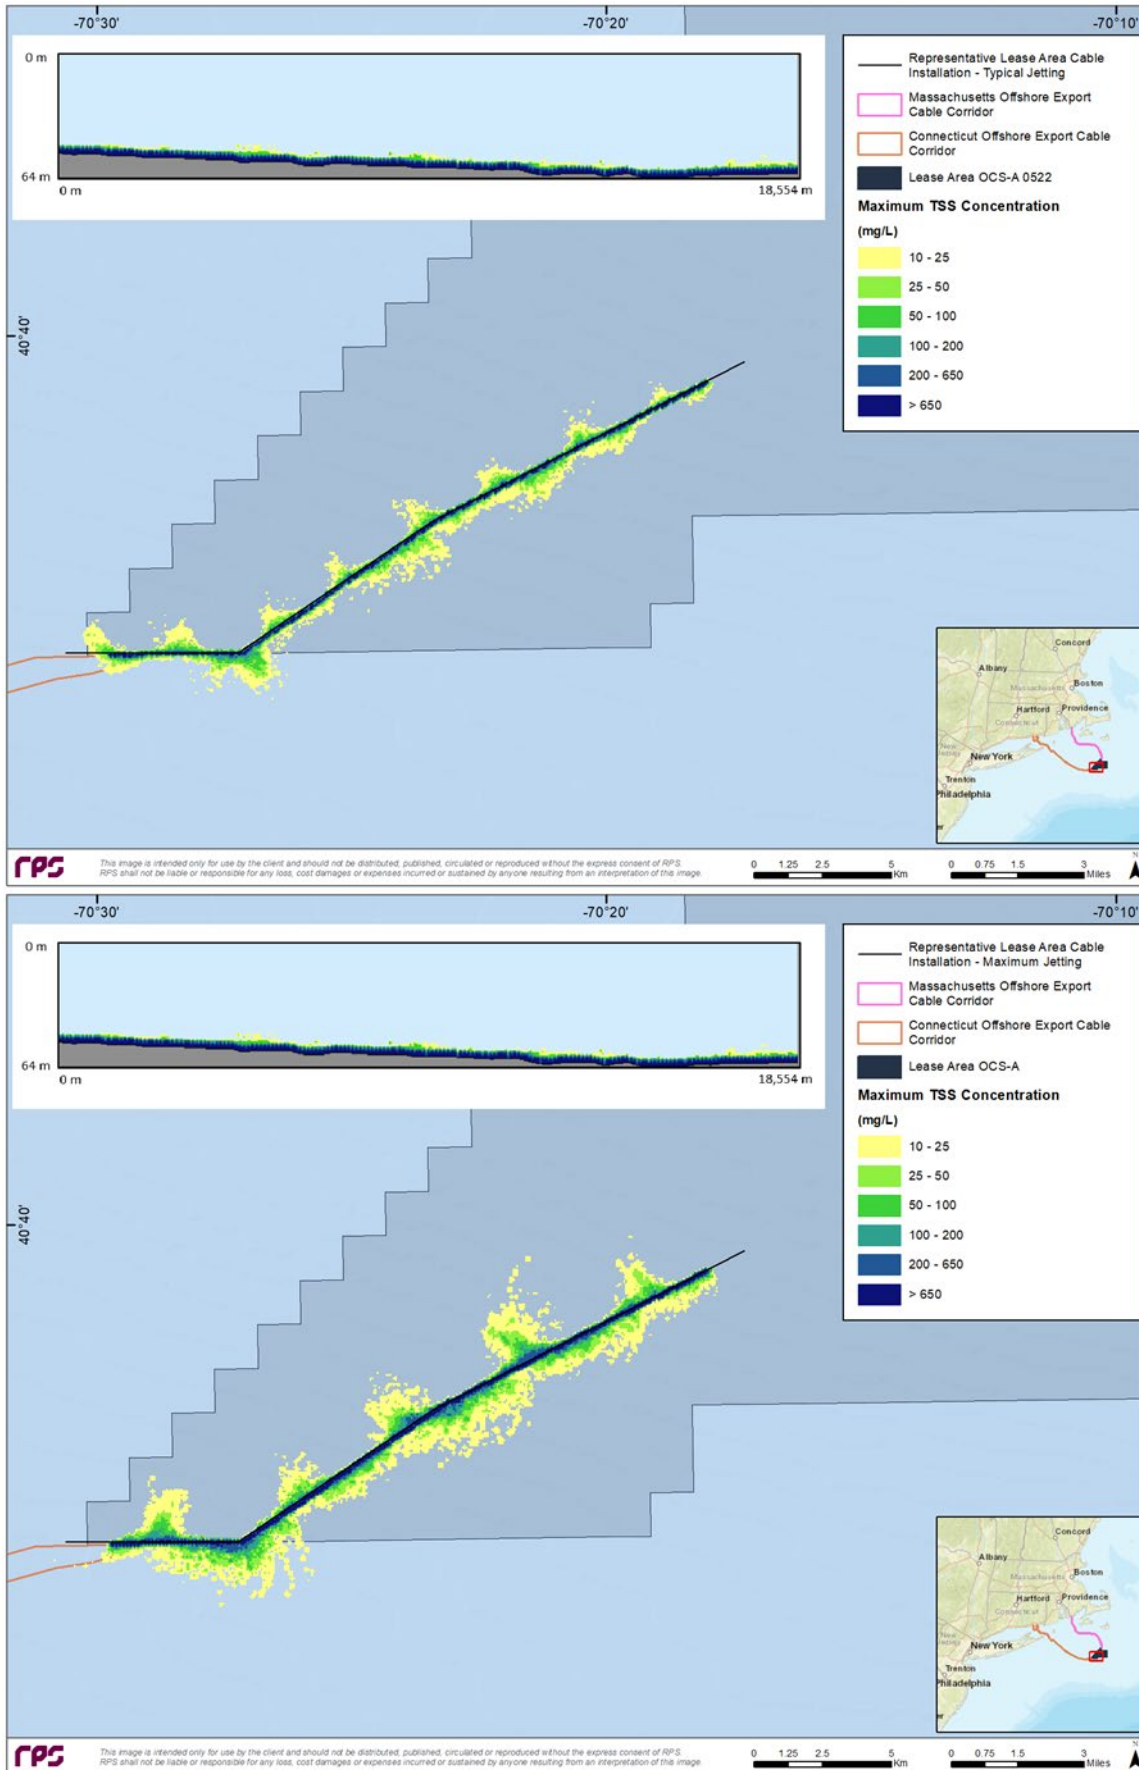 -70°30'
-70°20'
-70°10'
0 m
64 m
0 m
18,554 m
Representative Lease Area Cable
Installation - Typical Jetting
Massachusetts Offshore Export
Cable Corridor
Connecticut Offshore Export Cable
Corridor
Lease Area OCS-A 0522
Maximum TSS Concentration
(mg/L)
10 - 25
25 - 50
50 - 100
100 - 200
200 - 650
> 650
40°40'
Concord
Albany
Massachusetts
Boston
Hartford
Providence
Connecticut
New York
Trenton
Philadelphia
rps
This image is intended only for use by the client and should not be distributed, published, circulated or reproduced without the express consent of RPS.
RPS shall not be liable or responsible for any loss, cost damages or expenses incurred or sustained by anyone resulting from an interpretation of this image.
0 1.25 2.5 5
Km
0 0.75 1.5 3
Miles
N
-70°30'
-70°20'
-70°10'
0 m
64 m
0 m
18,554 m
Representative Lease Area Cable
Installation - Maximum Jetting
Massachusetts Offshore Export
Cable Corridor
Connecticut Offshore Export Cable
Corridor
Lease Area OCS-A
Maximum TSS Concentration
(mg/L)
10 - 25
25 - 50
50 - 100
100 - 200
200 - 650
> 650
40°40'
Concord
Albany
Massachusetts
Boston
Hartford
Providence
Connecticut
New York
Trenton
Philadelphia
rps
This image is intended only for use by the client and should not be distributed, published, circulated or reproduced without the express consent of RPS.
RPS shall not be liable or responsible for any loss, cost damages or expenses incurred or sustained by anyone resulting from an interpretation of this image.
0 1.25 2.5 5
Km
0 0.75 1.5 3
Miles
N